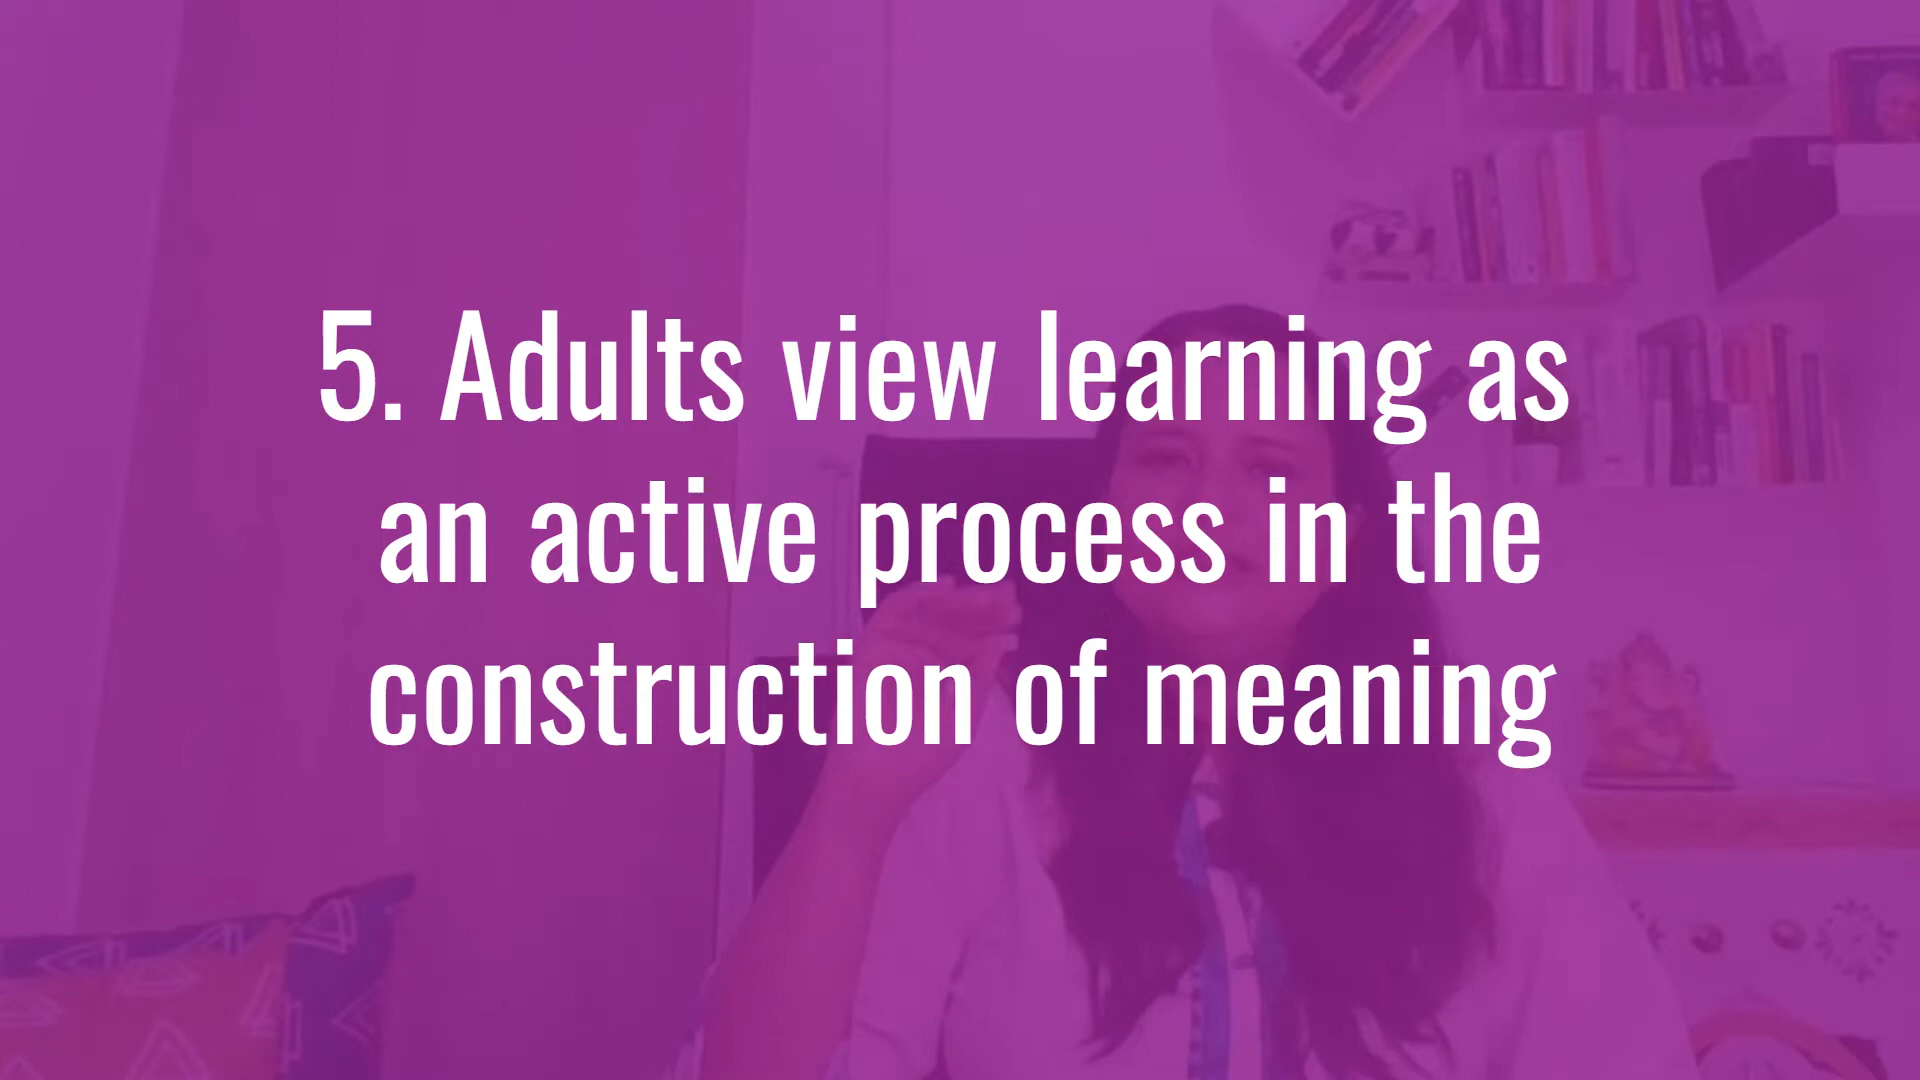 5. Adults view learning as
an active process in the
construction of meaning